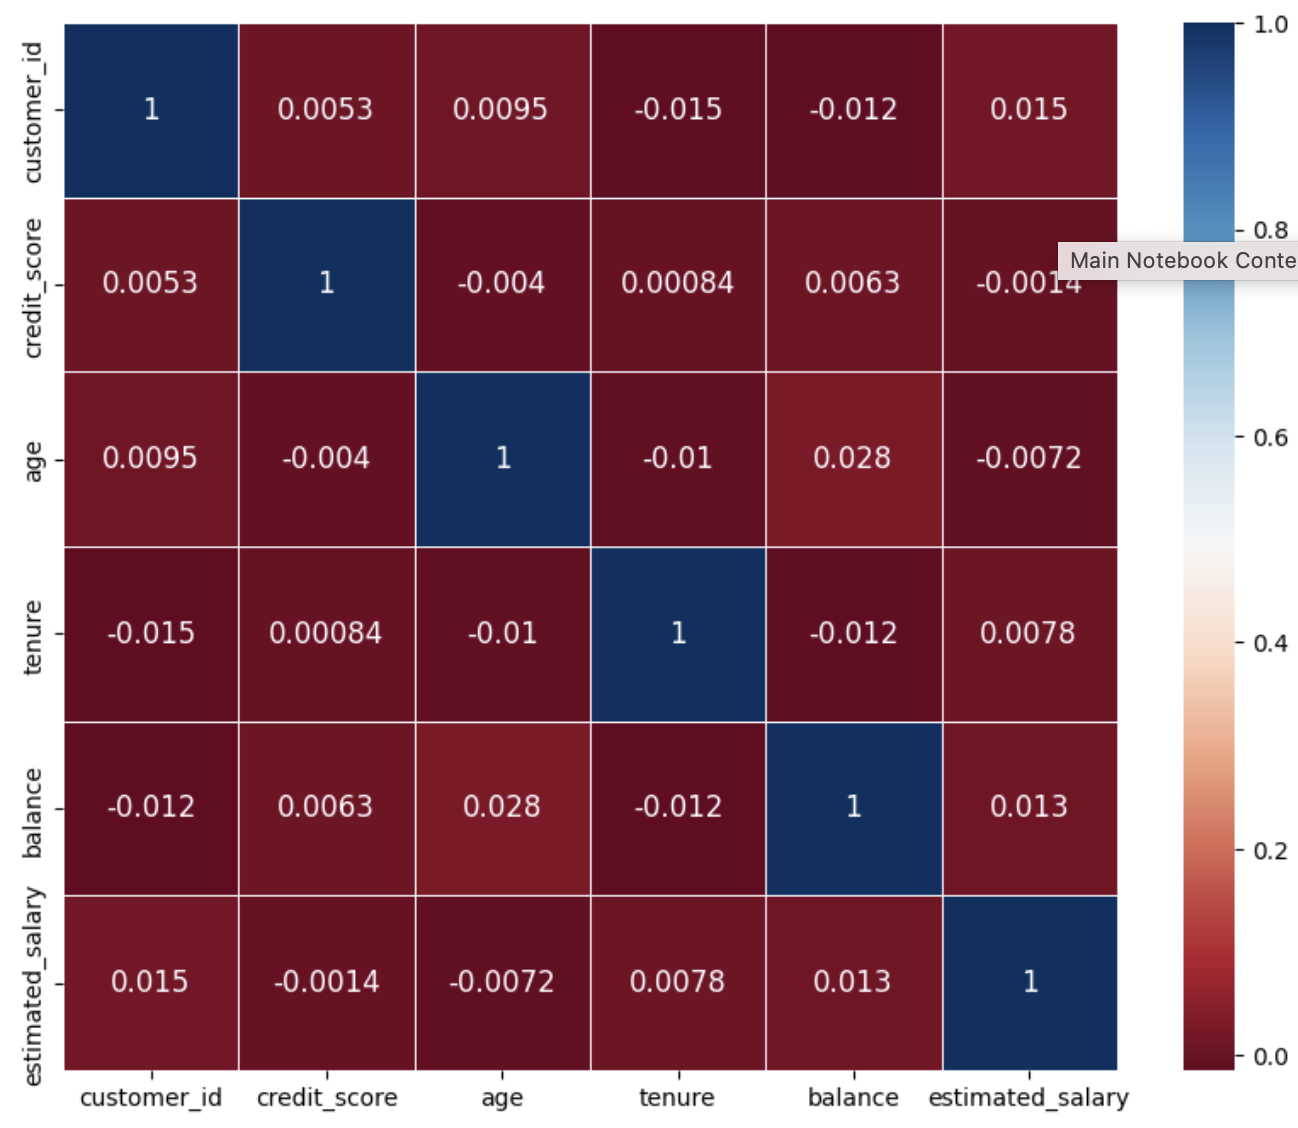 customer_id 1 0.0053 0.0095 -0.015 -0.012 0.015 1.0
credit_score 0.0053 1 -0.004 0.00084 0.0063 -0.0014 0.8
Main Notebook Conte
age 0.0095 -0.004 1 -0.01 0.028 -0.0072 0.6
tenure -0.015 0.00084 -0.01 1 -0.012 0.0078 0.4
balance -0.012 0.0063 0.028 -0.012 1 0.013 0.2
estimated_salary 0.015 -0.0014 -0.0072 0.0078 0.013 1 0.0
customer_id credit_score age tenure balance estimated_salary